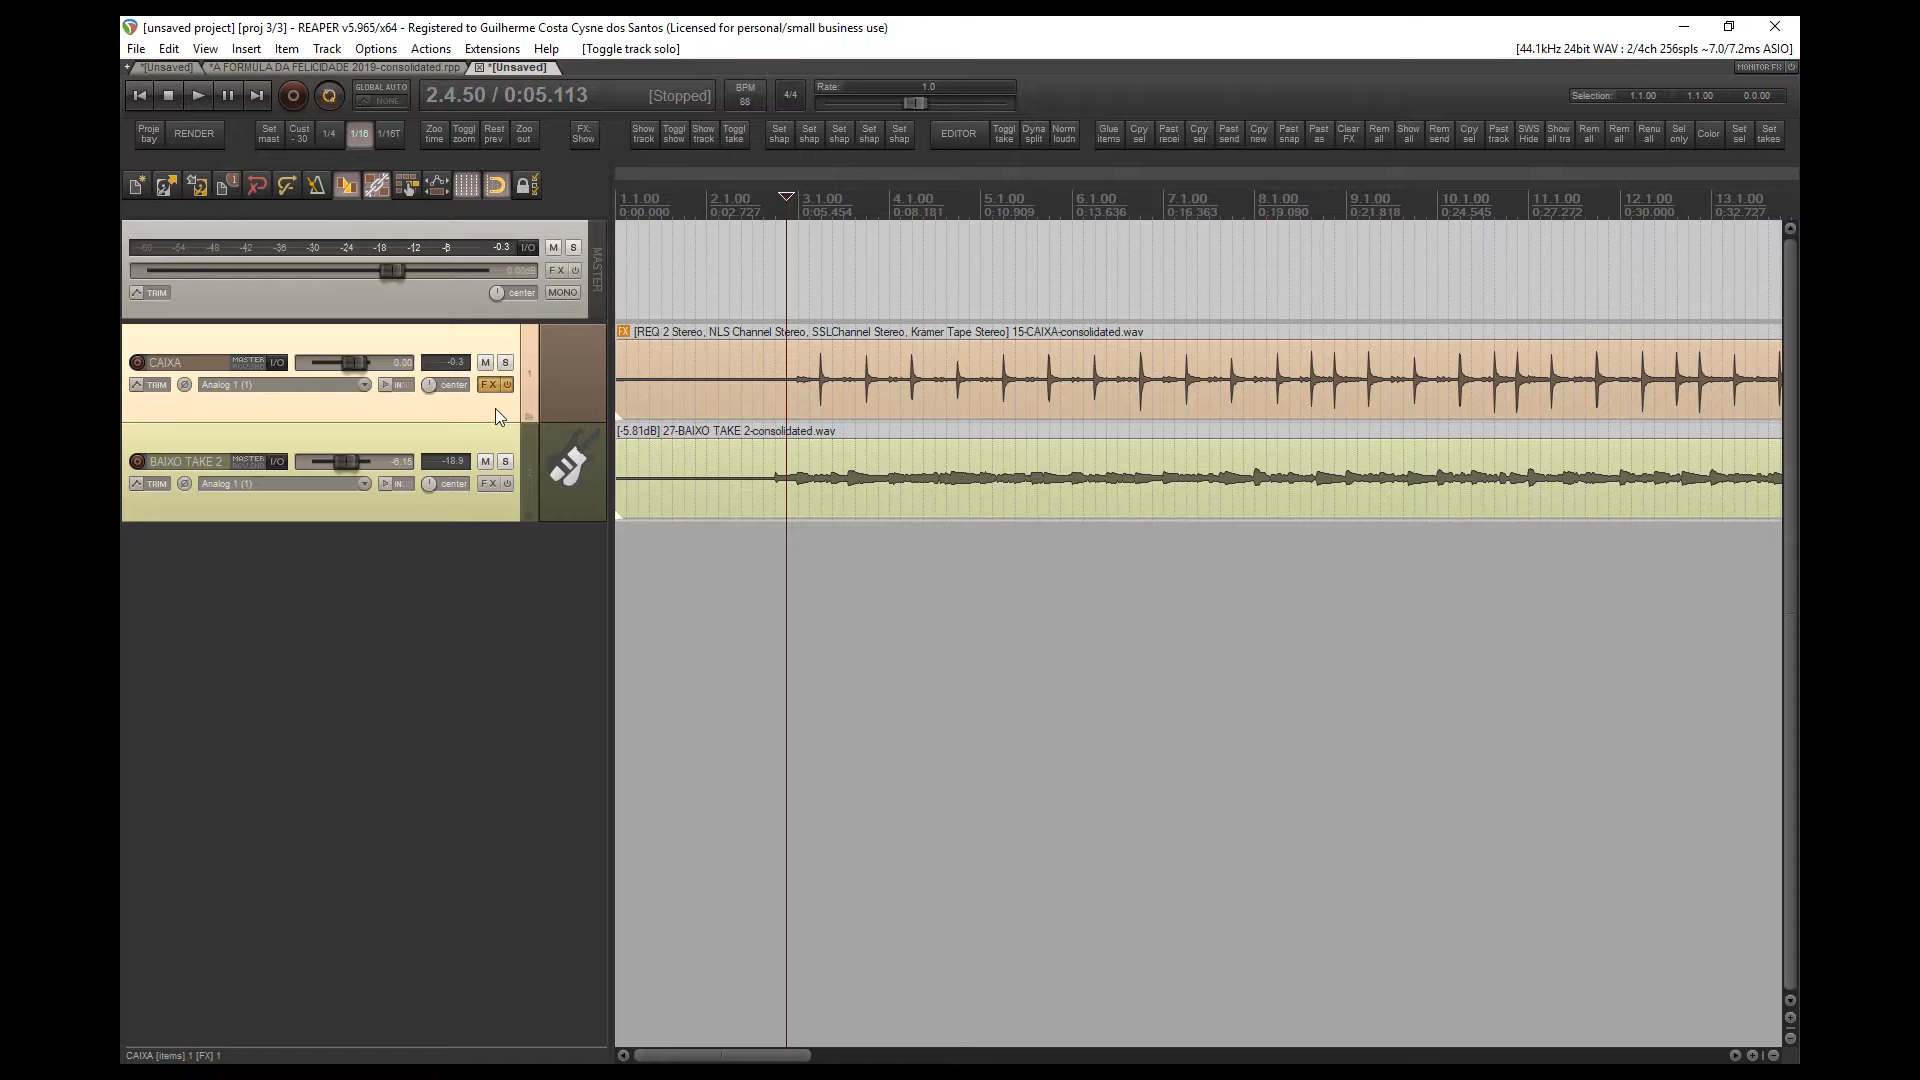 [unsaved project] [proj 3/3] - REAPER v5.965/x64 - Registered to Guilherme Costa Cysne dos Santos (Licensed for personal/small business use)
File Edit View Insert Item Track Options Actions Extensions Help [Toggle track solo] [44.1kHz 24bit WAV : 2/4ch 256spls ~7.0/7.2ms ASIO]
*[Unsaved] *A FORMULA DA FELICIDADE 2019-consolidated.rpp *[Unsaved] MONITOR FX
GLOBAL AUTO NONE 2.4.50 / 0:05.113 [Stopped] BPM 88 4/4 Rate: 1.0 Selection: 1.1.00 1.1.00 0.0.00
Proje bay RENDER Set mast Cust -30 1/4 1/16 1/16T Zoo time Toggl zoom Rest prev Zoo out FX: Show Show track Toggl show Show track Toggl take Set shap Set shap Set shap Set shap Set shap EDITOR Toggl take Dyna split Norm loudn Glue items Cpy sel Past recei Cpy sel Past send Cpy new Past snap Past as Clear FX Rem all Show all Rem send Cpy sel Past track SWS Hide Show all tra Rem all Rem all Renu all Sel only Color Set sel Set takes
1.1.00 2.1.00 3.1.00 4.1.00 5.1.00 6.1.00 7.1.00 8.1.00 9.1.00 10.1.00 11.1.00 12.1.00 13.1.00
0:00.000 0:02.727 0:05.454 0:08.181 0:10.909 0:13.636 0:16.363 0:19.090 0:21.818 0:24.545 0:27.272 0:30.000 0:32.727
-60 -54 -48 -42 -36 -30 -24 -18 -12 -6 -0.3 I/O M S
0.00dB FX
TRIM center MONO
MASTER
[REQ 2 Stereo, NLS Channel Stereo, SSLChannel Stereo, Kramer Tape Stereo] 15-CAIXA-consolidated.wav
CAIXA MASTER I/O 0.00 -0.3 M S
TRIM Analog 1 (1) IN center FX
1
[-5.81dB] 27-BAIXO TAKE 2-consolidated.wav
BAIXO TAKE 2 MASTER I/O -6.15 -18.9 M S
TRIM Analog 1 (1) IN center FX
2
CAIXA [items] 1 [FX] 1